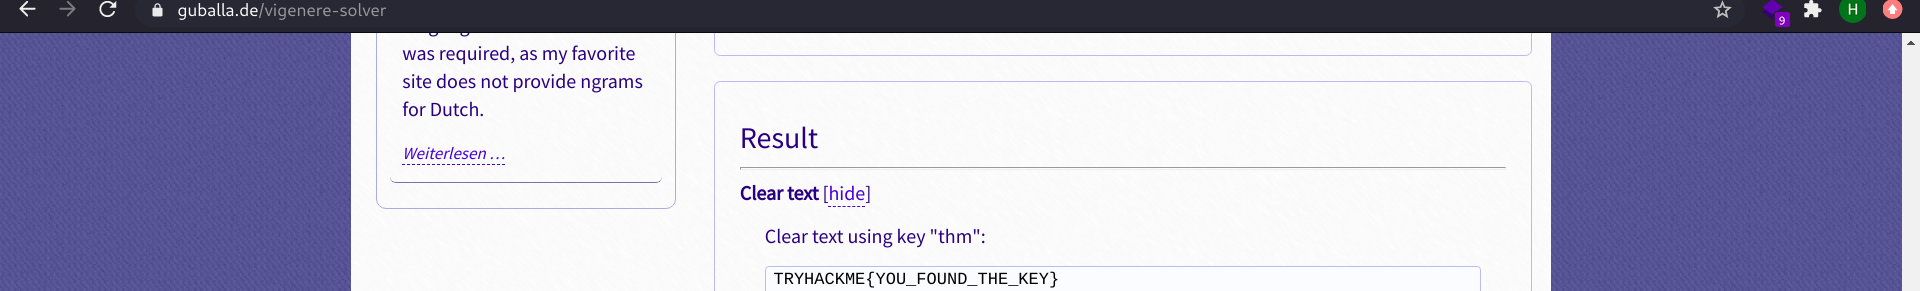 guballa.de/vigenere-solver
9
H
was required, as my favorite
site does not provide ngrams
for Dutch.
Weiterlesen …
Result
Clear text [hide]
Clear text using key "thm":
TRYHACKME{YOU_FOUND_THE_KEY}